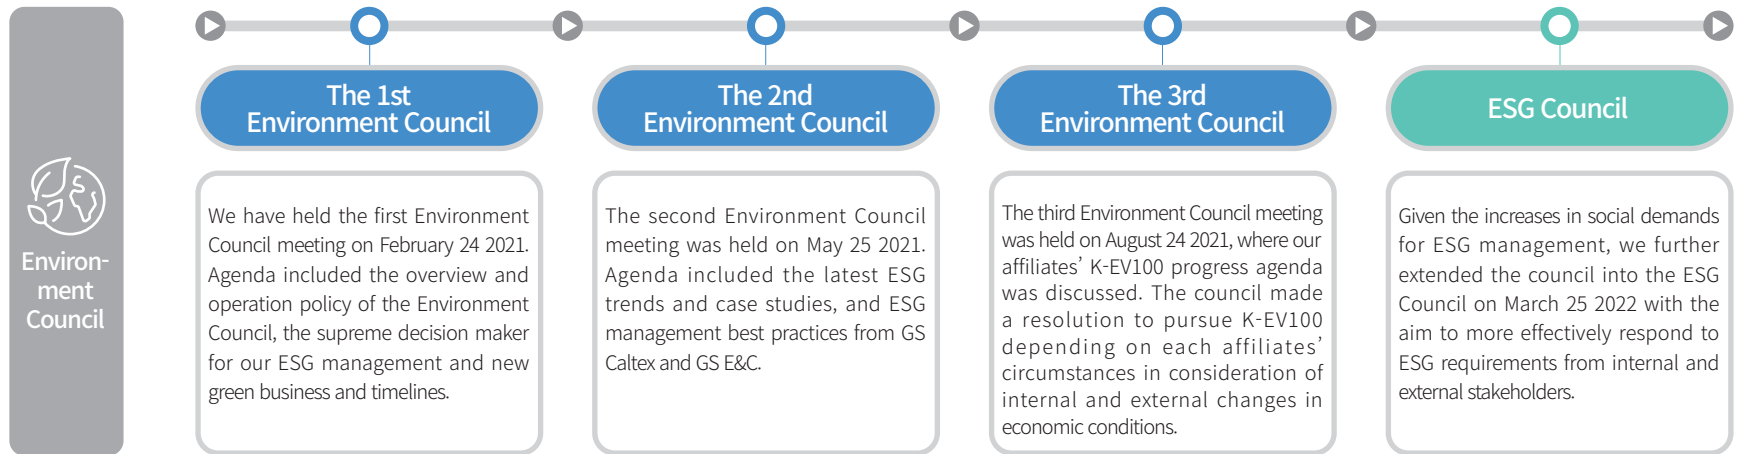 Environ-
ment
Council
The 1st
Environment Council
We have held the first Environment
Council meeting on February 24 2021.
Agenda included the overview and
operation policy of the Environment
Council, the supreme decision maker
for our ESG management and new
green business and timelines.
The 2nd
Environment Council
The second Environment Council
meeting was held on May 25 2021.
Agenda included the latest ESG
trends and case studies, and ESG
management best practices from GS
Caltex and GS E&C.
The 3rd
Environment Council
The third Environment Council meeting
was held on August 24 2021, where our
affiliates’ K-EV100 progress agenda
was discussed. The council made
a resolution to pursue K-EV100
depending on each affiliates’
circumstances in consideration of
internal and external changes in
economic conditions.
ESG Council
Given the increases in social demands
for ESG management, we further
extended the council into the ESG
Council on March 25 2022 with the
aim to more effectively respond to
ESG requirements from internal and
external stakeholders.